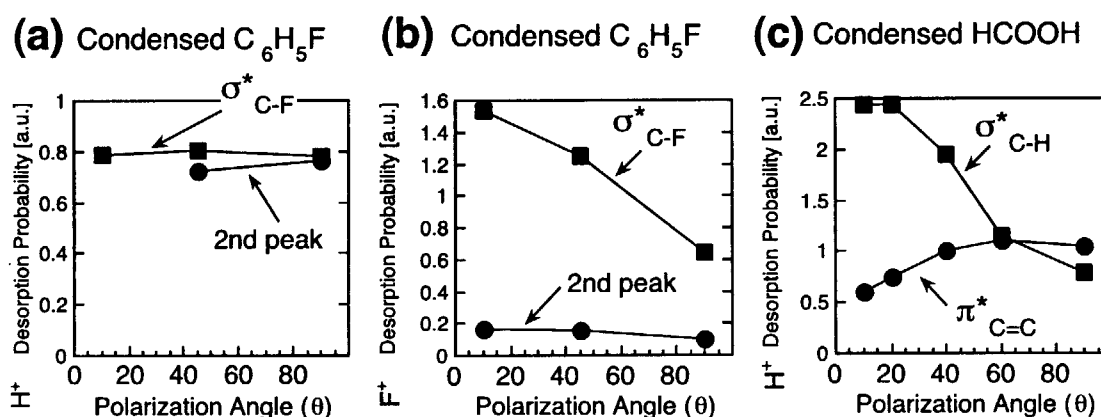 (a) Condensed C6H5F
H+ Desorption Probability [a.u.]
1
0.8
0.6
0.4
0.2
0
σ*C-F
2nd peak
0 20 40 60 80
Polarization Angle (θ)
(b) Condensed C6H5F
F+ Desorption Probability [a.u.]
1.6
1.4
1.2
1
0.8
0.6
0.4
0.2
0
σ*C-F
2nd peak
0 20 40 60 80
Polarization Angle (θ)
(c) Condensed HCOOH
H+ Desorption Probability [a.u.]
2.5
2
1.5
1
0.5
0
σ*C-H
π*C=C
0 20 40 60 80
Polarization Angle (θ)